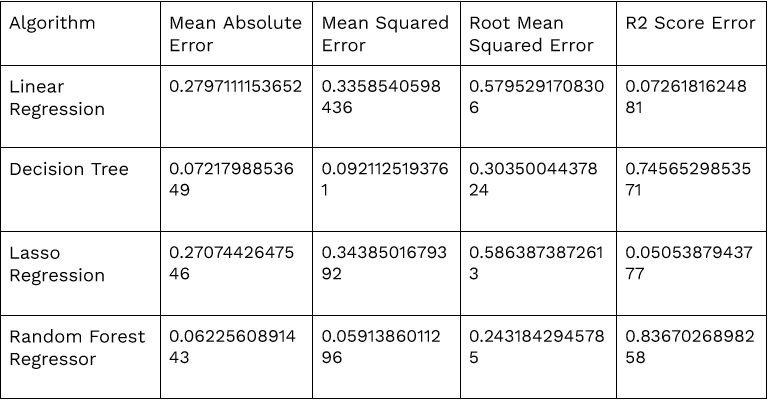 Algorithm
Mean Absolute
Error
Mean Squared
Error
Root Mean
Squared Error
R2 Score Error
Linear
Regression
0.2797111153652
0.3358540598
436
0.579529170830
6
0.07261816248
81
Decision Tree
0.07217988536
49
0.092112519376
1
0.30350044378
24
0.74565298535
71
Lasso
Regression
0.27074426475
46
0.34385016793
92
0.586387387261
3
0.05053879437
77
Random Forest
Regressor
0.06225608914
43
0.05913860112
96
0.243184294578
5
0.83670268982
58